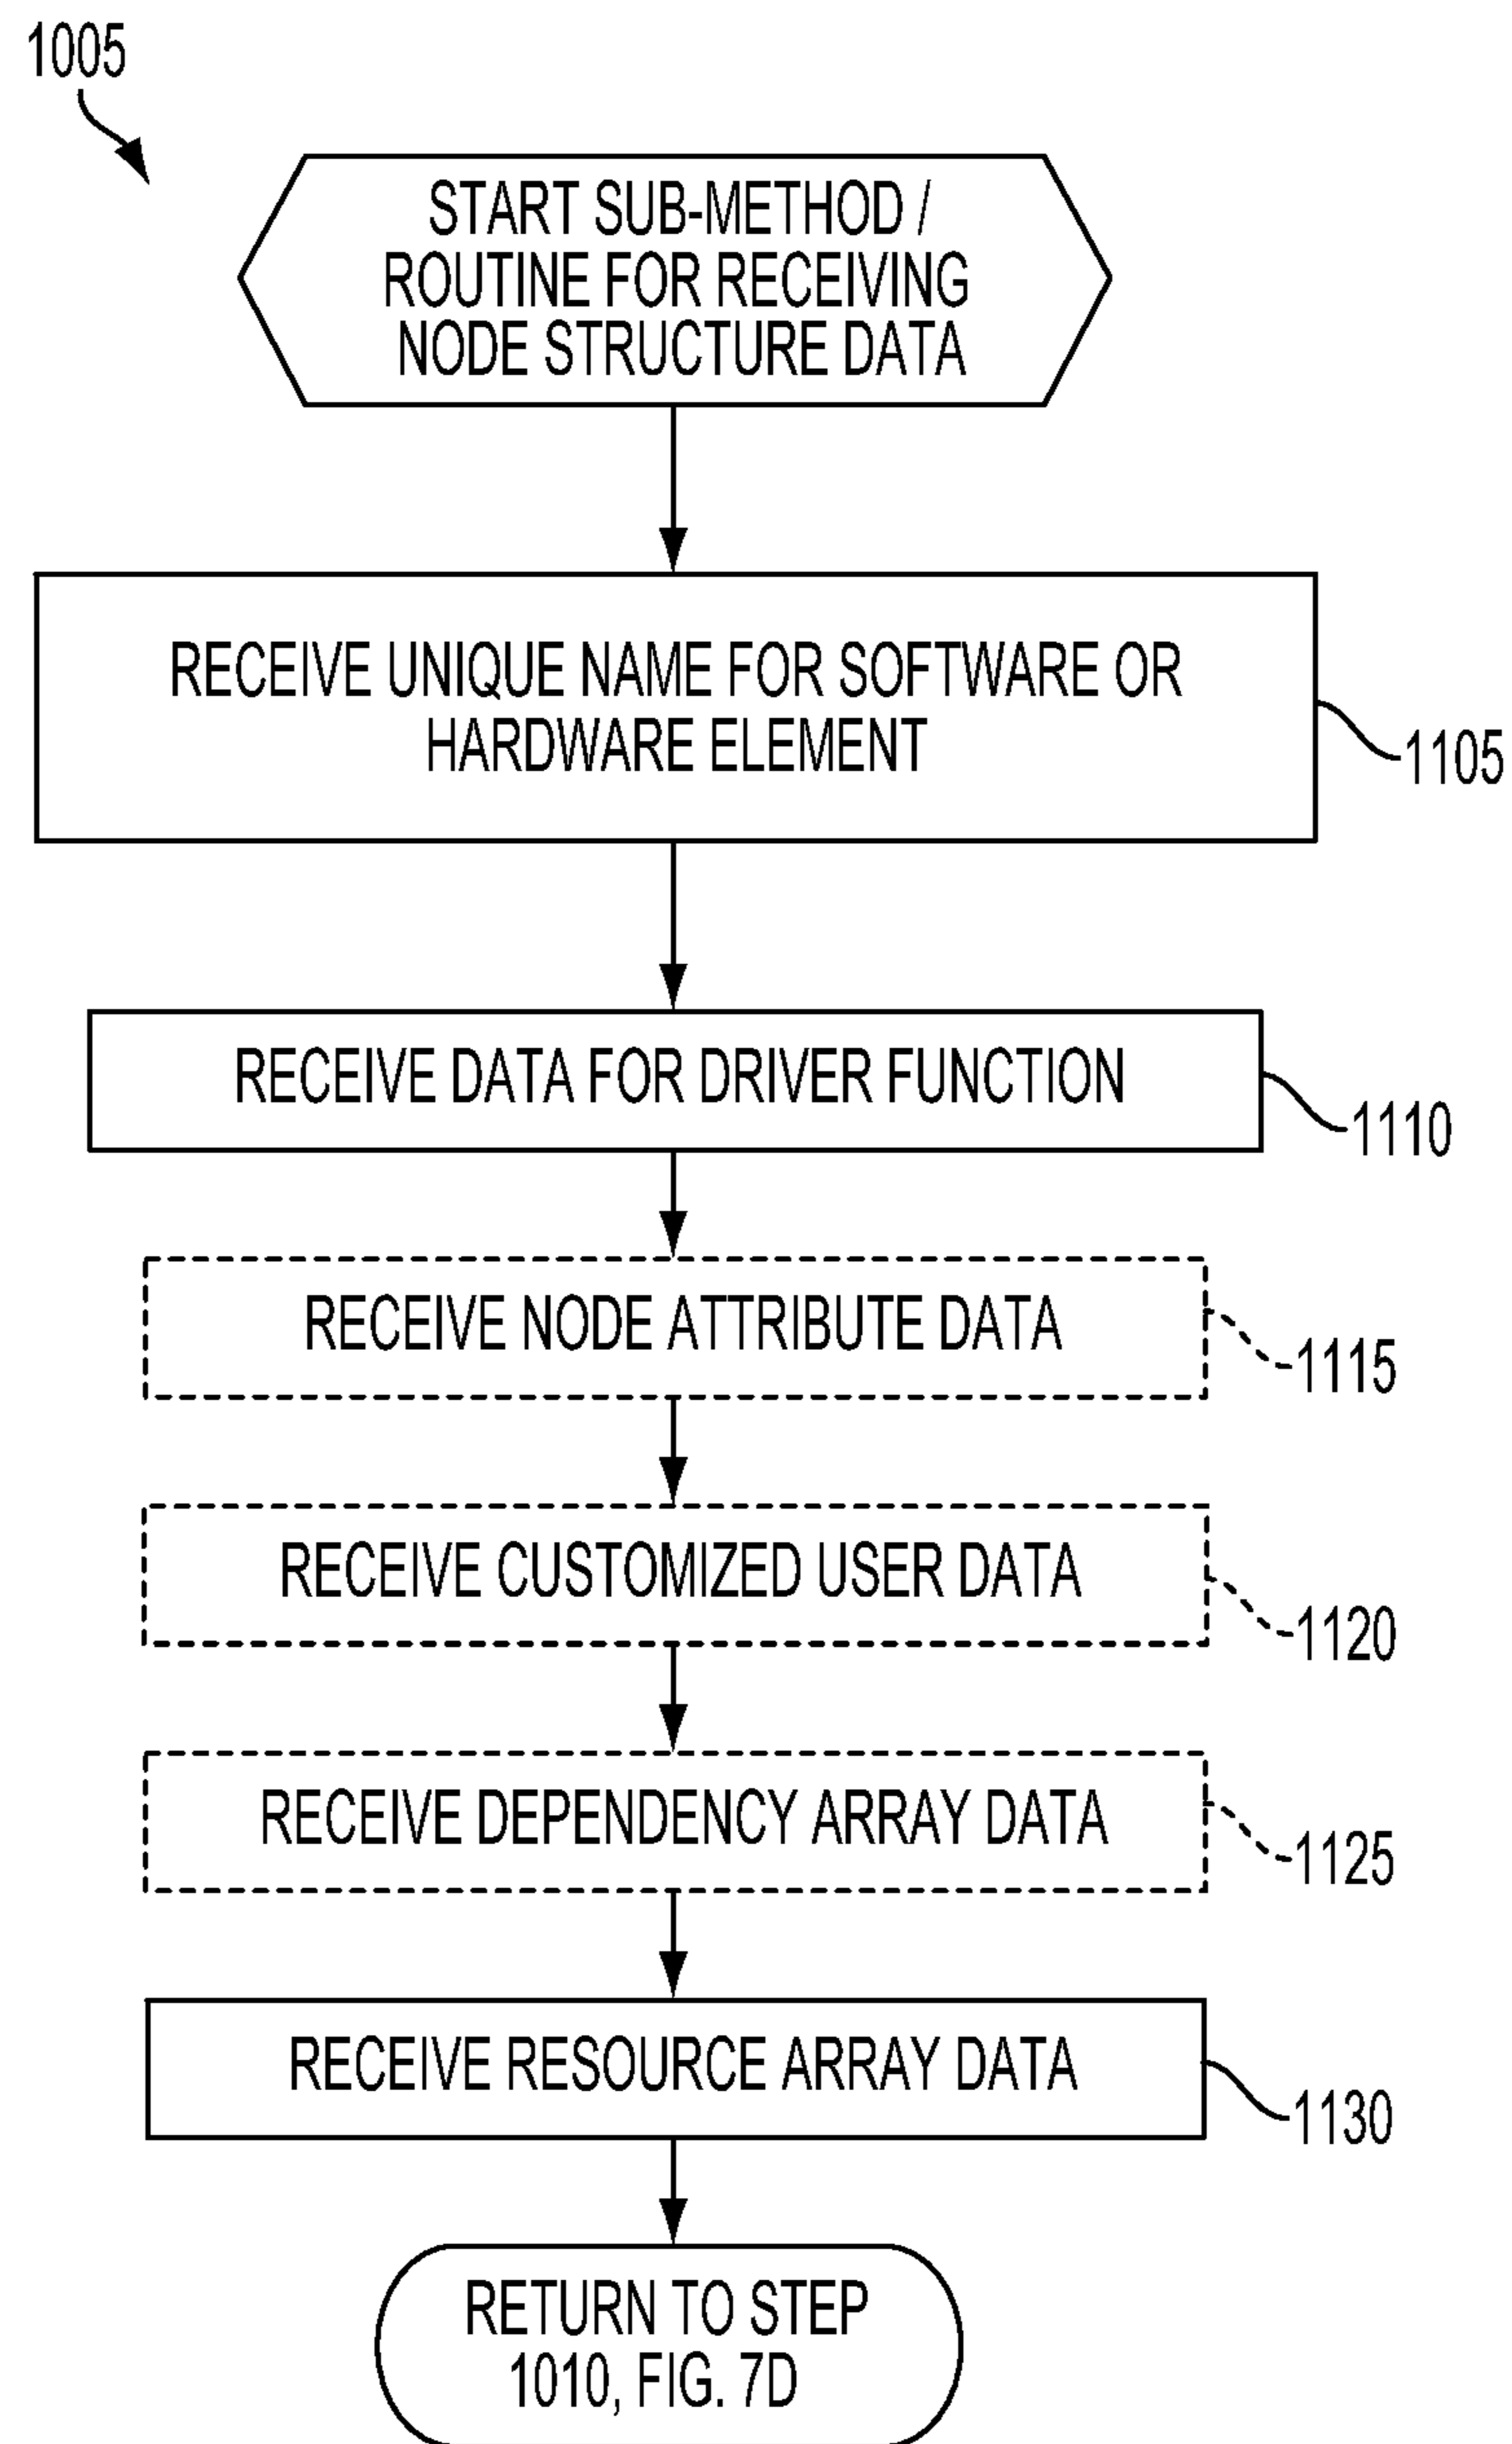 1005
START SUB-METHOD /
ROUTINE FOR RECEIVING
NODE STRUCTURE DATA
RECEIVE UNIQUE NAME FOR SOFTWARE OR
HARDWARE ELEMENT
1105
RECEIVE DATA FOR DRIVER FUNCTION
1110
RECEIVE NODE ATTRIBUTE DATA
1115
RECEIVE CUSTOMIZED USER DATA
1120
RECEIVE DEPENDENCY ARRAY DATA
1125
RECEIVE RESOURCE ARRAY DATA
1130
RETURN TO STEP
1010, FIG. 7D